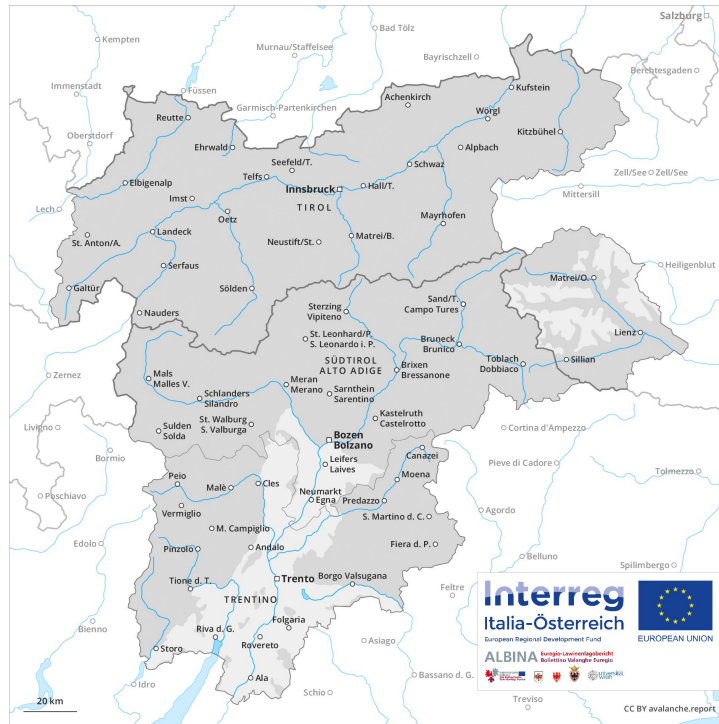 Salzburg
Kempten
Bad Tölz
Murnau/Staffelsee
Bayrischzell
Berchtesgaden
Immenstadt
Füssen
Garmisch-Partenkirchen
Achenkirch
Kufstein
Reutte
Wörgl
Oberstdorf
Ehrwald
Kitzbühel
Alpbach
Seefeld/T.
Schwaz
Telfs
Zell/See
Zell/See
Elbigenalp
Innsbruck
Hall/T.
Mittersill
Imst
Lech
TIROL
Oetz
Mayrhofen
Landeck
Matrei/B.
St. Anton/A.
Neustift/St.
Serfaus
Heiligenblut
Matrei/O.
Galtür
Sölden
Sand/T.
Campo Tures
Nauders
Sterzing
Vipiteno
Lienz
St. Leonhard/P.
S. Leonardo i. P.
Bruneck
Brunico
Sillian
SÜDTIROL
ALTO ADIGE
Toblach
Dobbiaco
Brixen
Bressanone
Zernez
Mals
Malles V.
Meran
Merano
Schlanders
Silandro
Sarnthein
Sarentino
Kastelruth
Castelrotto
St. Walburg
S. Valburga
Livigno
Sulden
Solda
Bozen
Bolzano
Cortina d'Ampezzo
Canazei
Bormio
Leifers
Laives
Pieve di Cadore
Tolmezzo
Peio
Malè
Cles
Moena
Poschiavo
Neumarkt
Egna
Predazzo
Vermiglio
Agordo
S. Martino d. C.
M. Campiglio
Edolo
Pinzolo
Andalo
Fiera d. P.
Belluno
Spilimbergo
Tione d. T.
Trento
Borgo Valsugana
Feltre
TRENTINO
Folgaria
Bienno
Riva d. G.
Rovereto
Asiago
Storo
Ala
Idro
Schio
Bassano d. G.
Treviso
Interreg
Italia-Österreich
European Regional Development Fund
EUROPEAN UNION
ALBINA
Euregio-Lawinenlagebericht
Bollettino Valanghe Euregio
universität
wien
20 km
CC BY avalanche.report